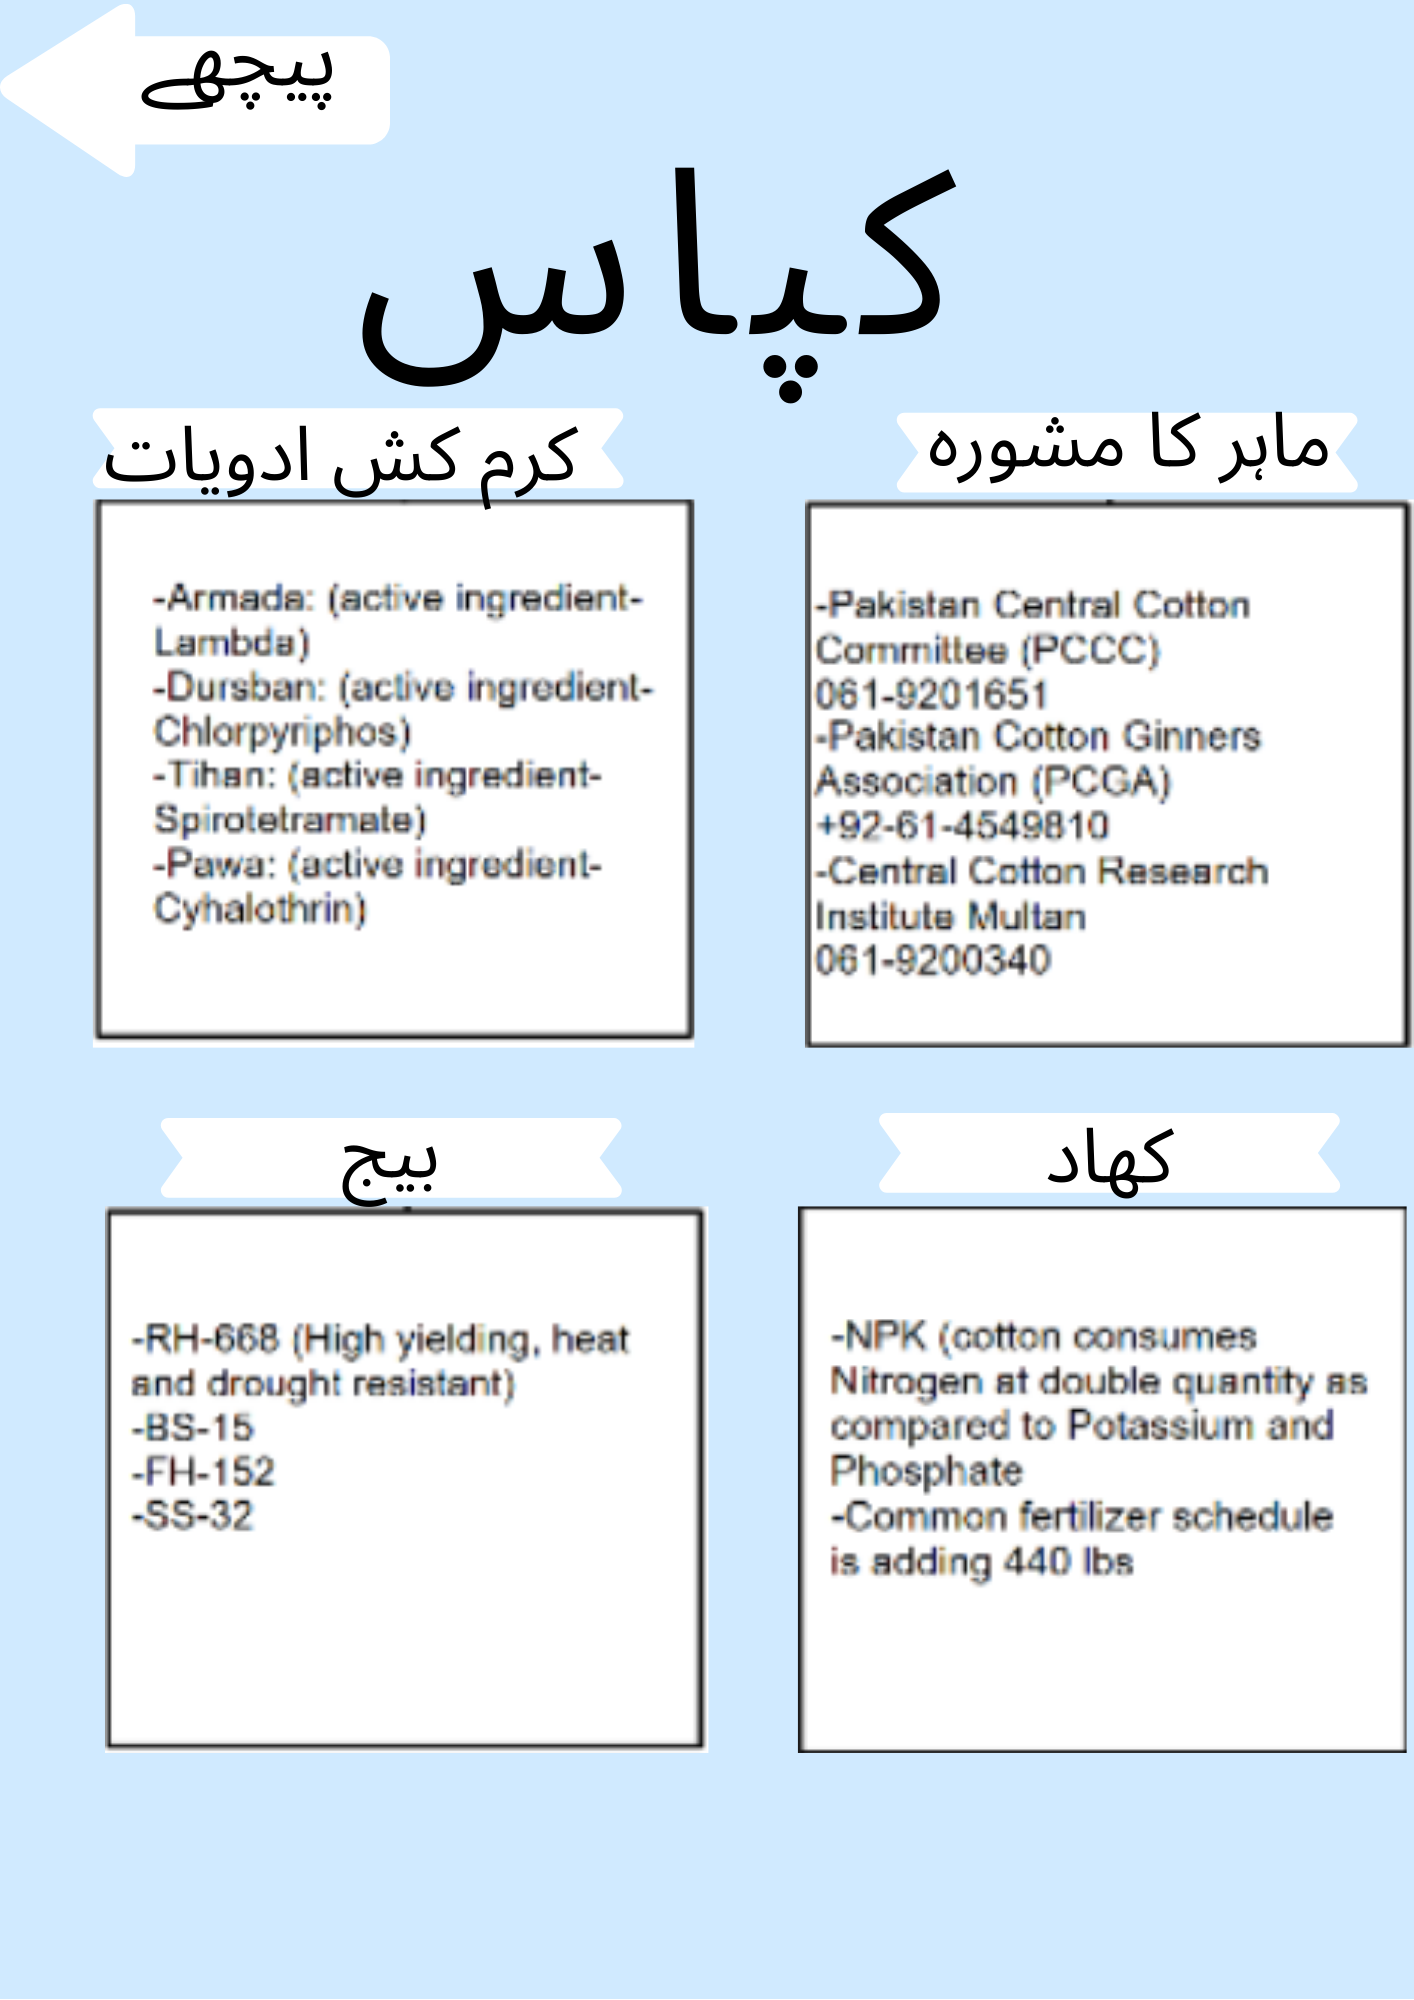 پیچھے
کپاس
کرم کش ادویات
-Armada: (active ingredient-
Lambda)
-Dursban: (active ingredient-
Chlorpyriphos)
-Tihan: (active ingredient-
Spirotetramate)
-Pawa: (active ingredient-
Cyhalothrin)
ماہر کا مشورہ
-Pakistan Central Cotton
Committee (PCCC)
061-9201651
-Pakistan Cotton Ginners
Association (PCGA)
+92-61-4549810
-Central Cotton Research
Institute Multan
061-9200340
بیج
-RH-668 (High yielding, heat
and drought resistant)
-BS-15
-FH-152
-SS-32
کھاد
-NPK (cotton consumes
Nitrogen at double quantity as
compared to Potassium and
Phosphate
-Common fertilizer schedule
is adding 440 lbs